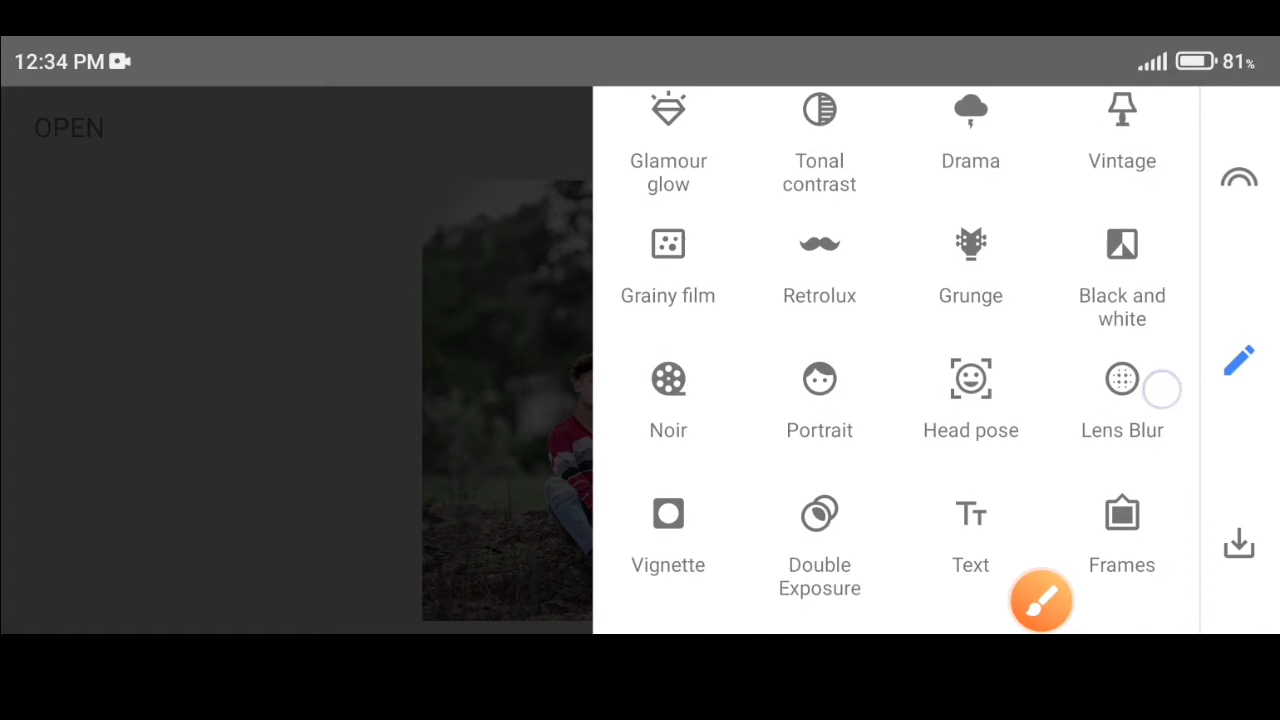 12:34 PM
81%
OPEN
Glamour glow
Tonal contrast
Drama
Vintage
Grainy film
Retrolux
Grunge
Black and white
Noir
Portrait
Head pose
Lens Blur
Vignette
Double Exposure
Text
Frames